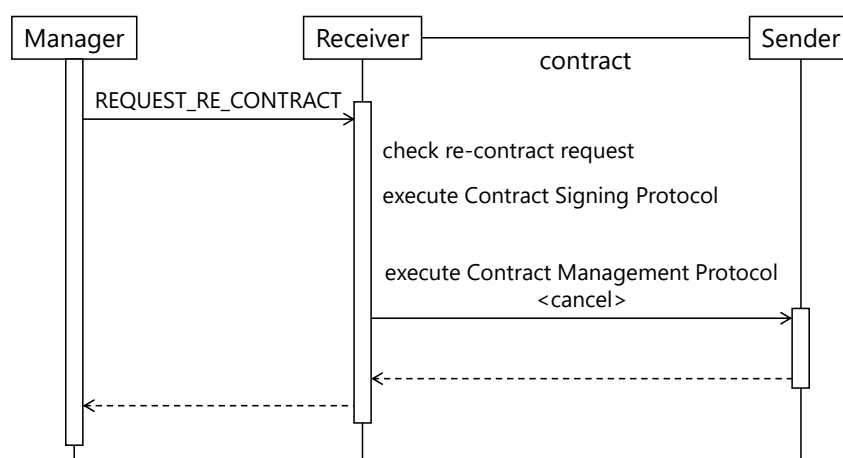 Manager
Receiver
Sender
contract
REQUEST_RE_CONTRACT
check re-contract request
execute Contract Signing Protocol
execute Contract Management Protocol
<cancel>